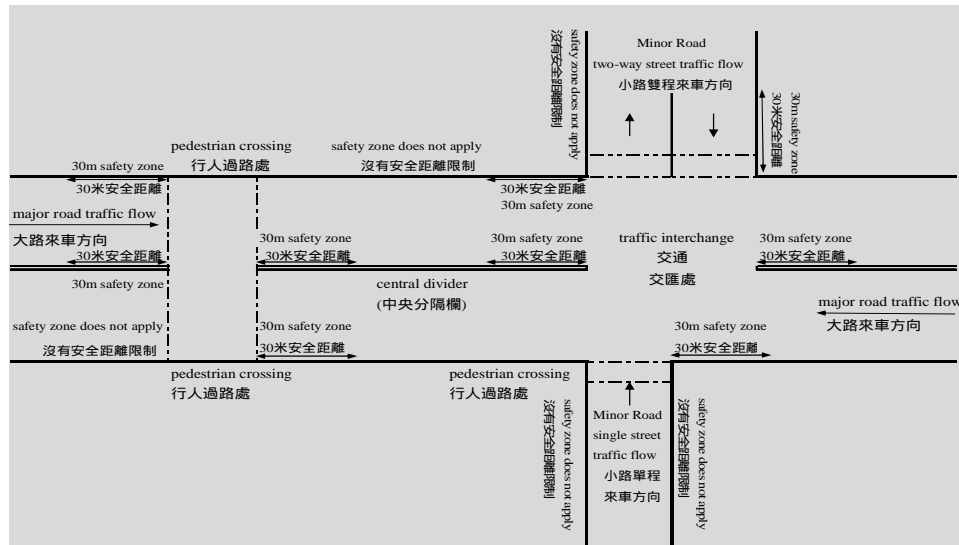 safety zone does not apply
沒有安全距離限制
Minor Road
two-way street traffic flow
小路雙程來車方向
30m safety zone
30米安全距離
pedestrian crossing
行人過路處
safety zone does not apply
沒有安全距離限制
30m safety zone
30米安全距離
30米安全距離
30m safety zone
major road traffic flow
大路來車方向
30m safety zone
30米安全距離
30m safety zone
30米安全距離
30m safety zone
30米安全距離
traffic interchange
交通
交匯處
30m safety zone
30米安全距離
central divider
(中央分隔欄)
major road traffic flow
大路來車方向
safety zone does not apply
沒有安全距離限制
30m safety zone
30米安全距離
30m safety zone
30米安全距離
pedestrian crossing
行人過路處
pedestrian crossing
行人過路處
safety zone does not apply
沒有安全距離限制
Minor Road
single street
traffic flow
小路單程
來車方向
safety zone does not apply
沒有安全距離限制